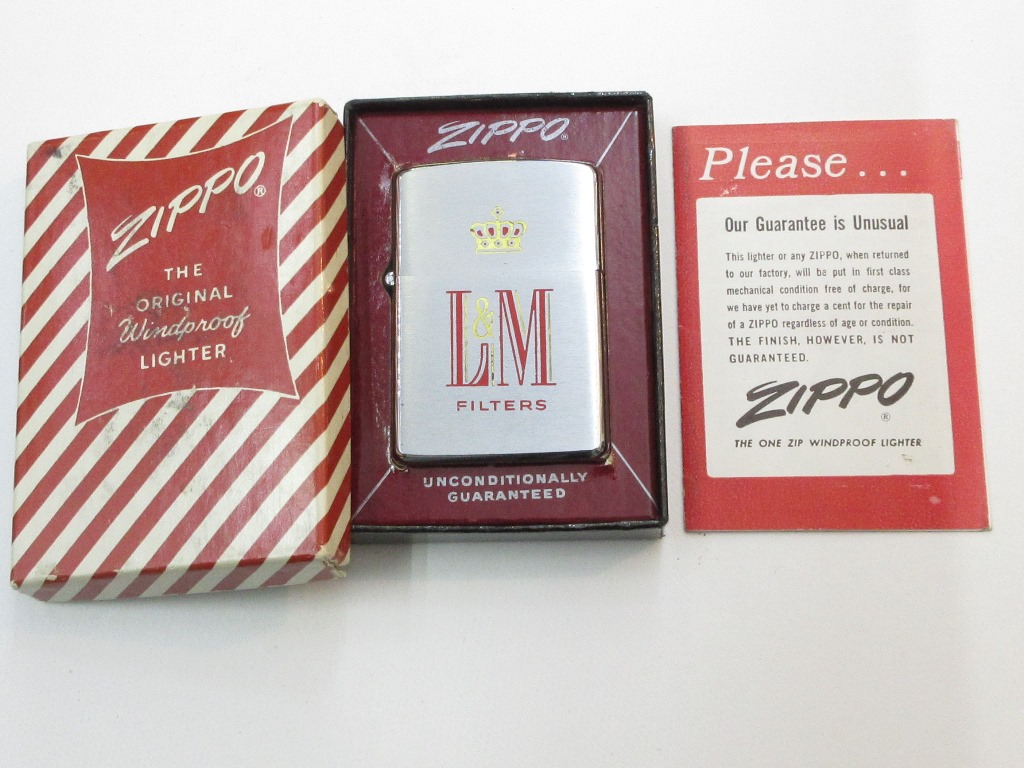 ZIPPO®
THE
ORIGINAL
Windproof
LIGHTER
ZIPPO®
L&M
FILTERS
UNCONDITIONALLY
GUARANTEED
Please...
Our Guarantee is Unusual
This lighter or any ZIPPO, when returned
to our factory, will be put in first class
mechanical condition free of charge, for
we have yet to charge a cent for the repair
of a ZIPPO regardless of age or condition.
THE FINISH, HOWEVER, IS NOT
GUARANTEED.
ZIPPO®
THE ONE ZIP WINDPROOF LIGHTER